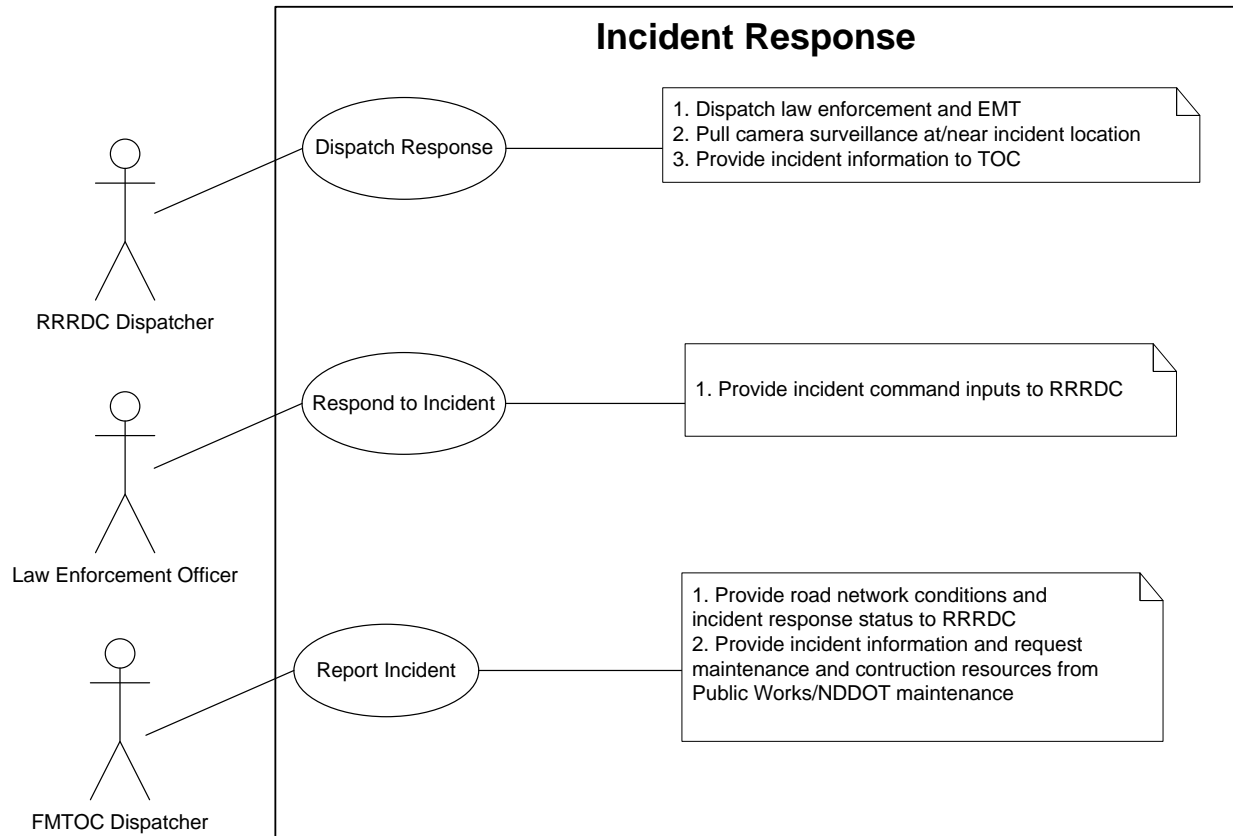 Incident Response
Dispatch Response
1. Dispatch law enforcement and EMT
2. Pull camera surveillance at/near incident location
3. Provide incident information to TOC
RRRDC Dispatcher
Respond to Incident
1. Provide incident command inputs to RRRDC
Law Enforcement Officer
Report Incident
1. Provide road network conditions and
incident response status to RRRDC
2. Provide incident information and request
maintenance and contruction resources from
Public Works/NDDOT maintenance
FMTOC Dispatcher